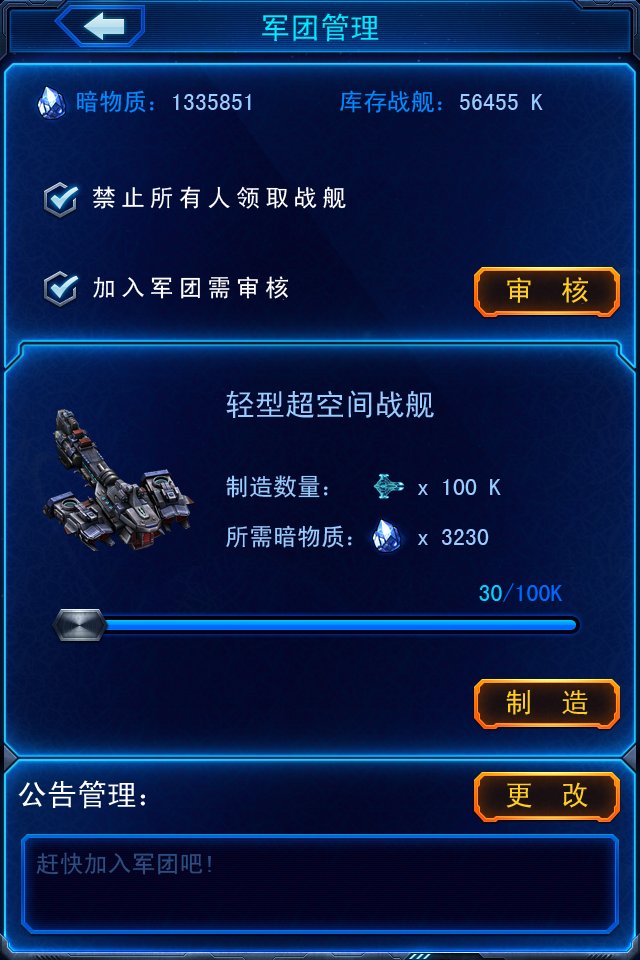 军团管理
暗物质：1335851 库存战舰：56455 K
禁止所有人领取战舰
加入军团需审核 审 核
轻型超空间战舰
制造数量： x 100 K
所需暗物质： x 3230
30/100K
制 造
公告管理： 更 改
赶快加入军团吧！